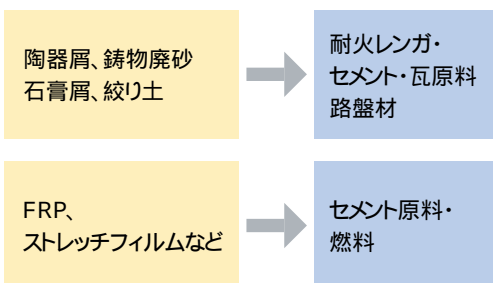 陶器屑、鋳物廃砂
石膏屑、絞り土
耐火レンガ・
セメント・瓦原料
路盤材
FRP、
ストレッチフィルムなど
セメント原料・
燃料